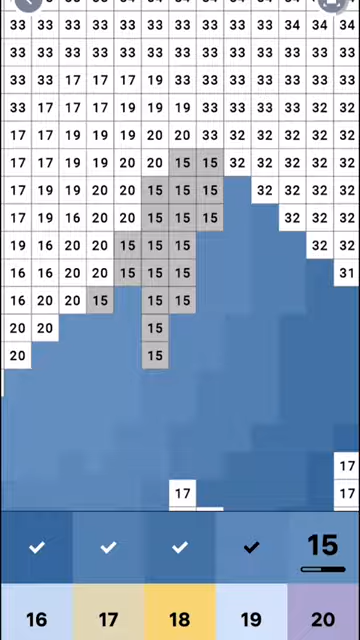 33 33 33 33 33 33 33 33 33 33 34 34 34
33 33 33 33 33 33 33 33 33 33 33 33 33
33 33 17 17 17 19 33 33 33 33 33 33 33
33 17 17 17 19 19 19 33 33 33 33 32 32
17 17 19 19 19 20 20 33 32 32 32 32 32
17 17 19 19 20 20 15 15 32 32 32 32 32
17 19 19 20 20 15 15 15 32 32 32 32
17 19 16 20 20 15 15 15 32 32 32
19 16 20 20 15 15 15 32 32
16 16 20 20 15 15 15 31
16 20 20 15 15 15
20 20 15
20 15
17
17 17
15
16 17 18 19 20